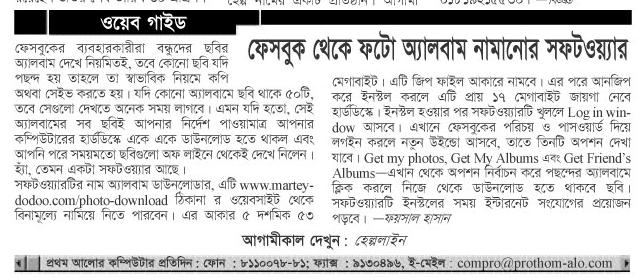 ওয়েব গাইড
ফেসবুক থেকে ফটো অ্যালবাম নামানোর সফটওয়্যার
ফেসবুকের ব্যবহারকারীরা বন্ধুদের ছবির
অ্যালবাম দেখে নিয়মিতই, তবে কোনো ছবি যদি
পছন্দ হয় তাহলে তা স্বাভাবিক নিয়মে কপি
অথবা সেইভ করতে হয়। যদি কোনো অ্যালবামে ছবি থাকে ৫০টি,
তবে সেগুলো দেখতে অনেক সময় লাগবে। এমন যদি হতো, সেই
অ্যালবামের সব ছবিই আপনার নির্দেশ পাওয়ামাত্র আপনার
কম্পিউটারের হার্ডডিস্কে একে একে ডাউনলোড হতে থাকল এবং
আপনি পরে সময়মতো ছবিগুলো অফ লাইনে থেকেই দেখে নিলেন।
হ্যাঁ, তেমন একটা সফটওয়্যার আছে।
সফটওয়্যারটির নাম অ্যালবাম ডাউনলোডার, এটি www.martey-
dodoo.com/photo-download ঠিকানা র ওয়েবসাইট থেকে
বিনামূল্যে নামিয়ে নিতে পারবেন। এর আকার ৫ দশমিক ৫৩
মেগাবাইট। এটি জিপ ফাইল আকারে নামবে। এর পরে আনজিপ
করে ইনস্টল করলে এটি প্রায় ১৭ মেগাবাইট জায়গা নেবে
হার্ডডিস্কে। ইনস্টল হওয়ার পর সফটওয়্যারটি খুললে Log in win-
dow আসবে। এখানে ফেসবুকের পরিচয় ও পাসওয়ার্ড দিয়ে
লগইন করলে নতুন উইন্ডো আসবে, তাতে তিনটি অপশন দেখা
যাবে। Get my photos, Get My Albums এবং Get Friend's
Albums—এখান থেকে অপশন নির্বাচন করে পছন্দের অ্যালবামে
ক্লিক করলে নিজে থেকে ডাউনলোড হতে থাকবে ছবি।
সফটওয়্যারটি ইনস্টলের সময় ইন্টারনেট সংযোগের প্রয়োজন
পড়বে। —ফয়সাল হাসান
আগামীকাল দেখুন : হেল্পলাইন
প্রথম আলোর কম্পিউটার প্রতিদিন : ফোন : ৮১১০০৭৮-৮১; ফ্যাক্স : ৯১৩০৪৯৬, ই-মেইল : compro@prothom-alo.com